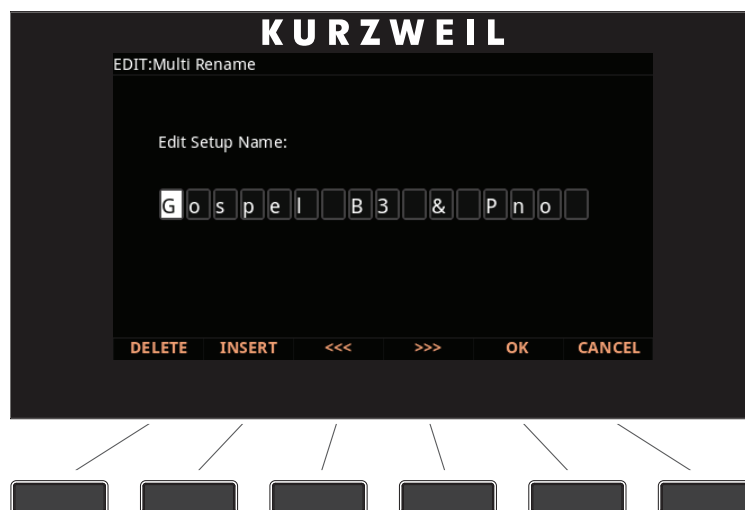 KURZWEIL
EDIT:Multi Rename
Edit Setup Name:
Gospel B3 & Pno
DELETE INSERT <<< >>> OK CANCEL